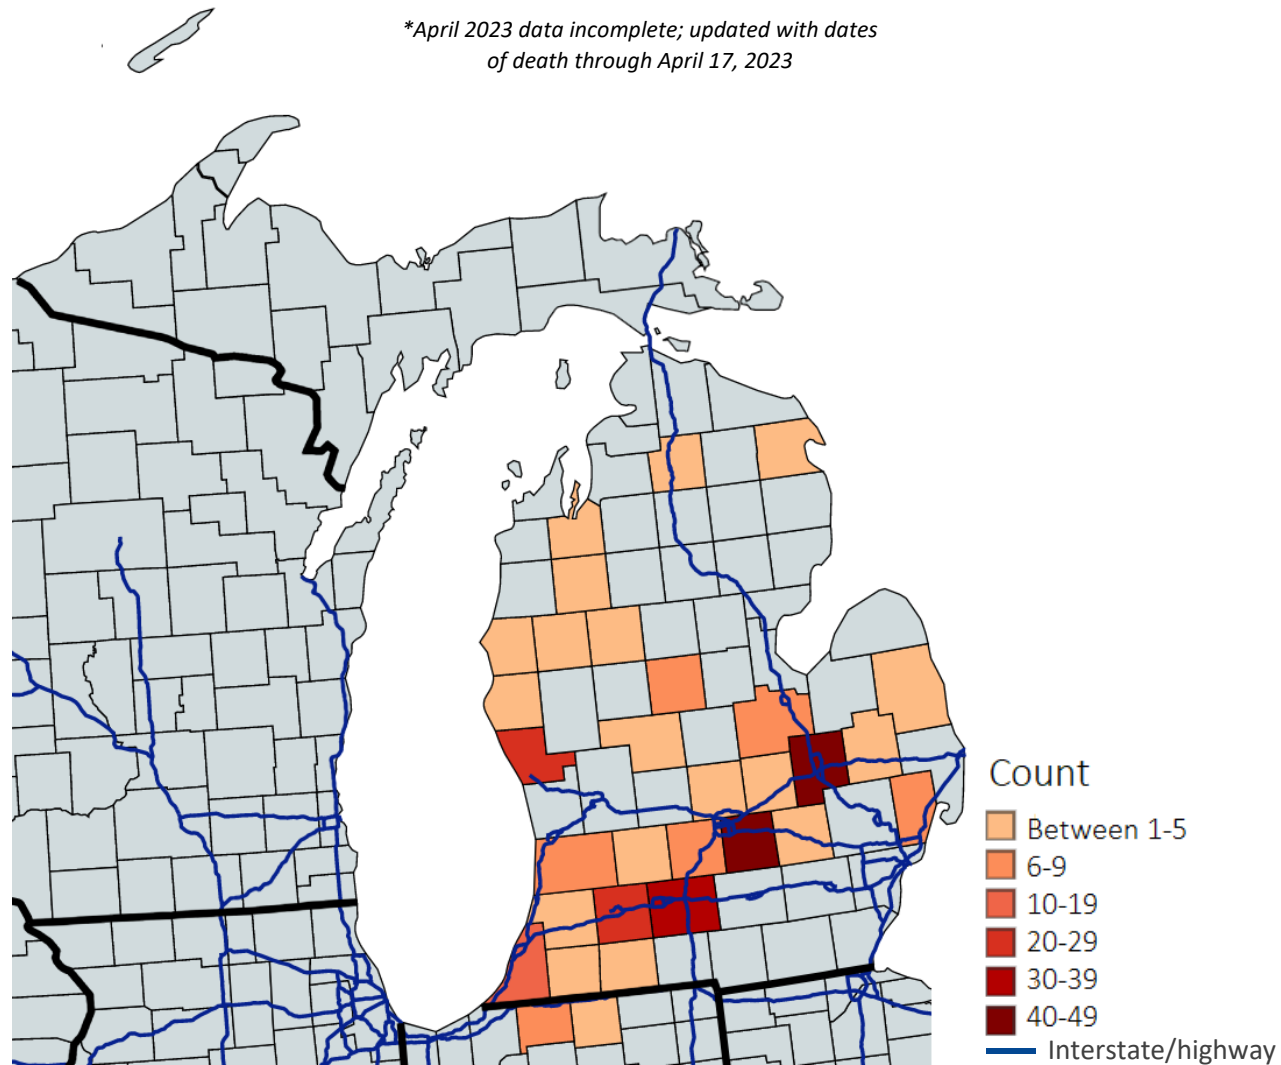 *April 2023 data incomplete; updated with dates
of death through April 17, 2023
Count
Between 1-5
6-9
10-19
20-29
30-39
40-49
Interstate/highway